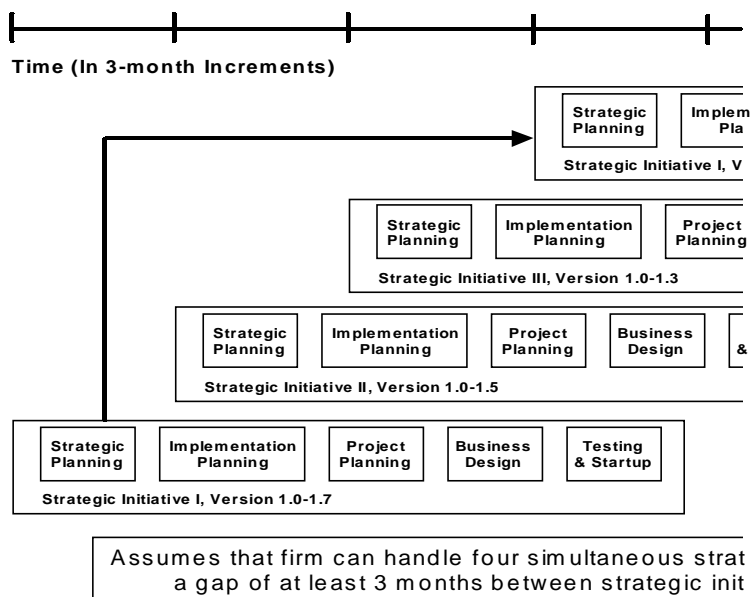 Time (In 3-month Increments)
Strategic
Planning
Strategic Initiative I,
Strategic
Planning
Implementation
Planning
Project
Planning
Strategic Initiative III, Version 1.0-1.3
Strategic
Planning
Implementation
Planning
Project
Planning
Business
Design
&
Strategic Initiative II, Version 1.0-1.5
Strategic
Planning
Implementation
Planning
Project
Planning
Business
Design
Testing
& Startup
Strategic Initiative I, Version 1.0-1.7
Assumes that firm can handle four simultaneous
a gap of at least 3 months between strategic